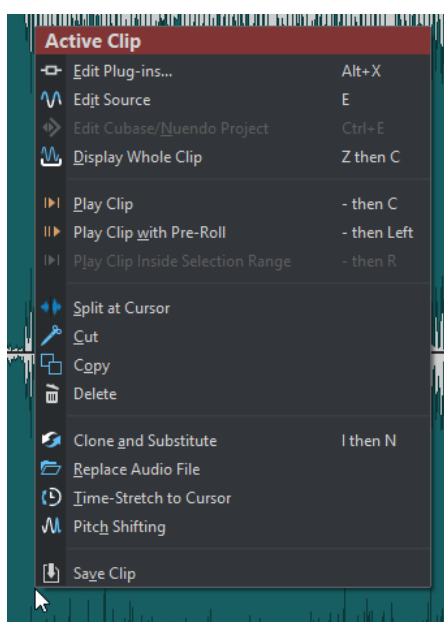 Active Clip
Edit Plug-ins... Alt+X
Edit Source E
Edit Cubase/Nuendo Project Ctrl+E
Display Whole Clip Z then C
Play Clip - then C
Play Clip with Pre-Roll - then Left
Play Clip Inside Selection Range - then R
Split at Cursor
Cut
Copy
Delete
Clone and Substitute I then N
Replace Audio File
Time-Stretch to Cursor
Pitch Shifting
Save Clip